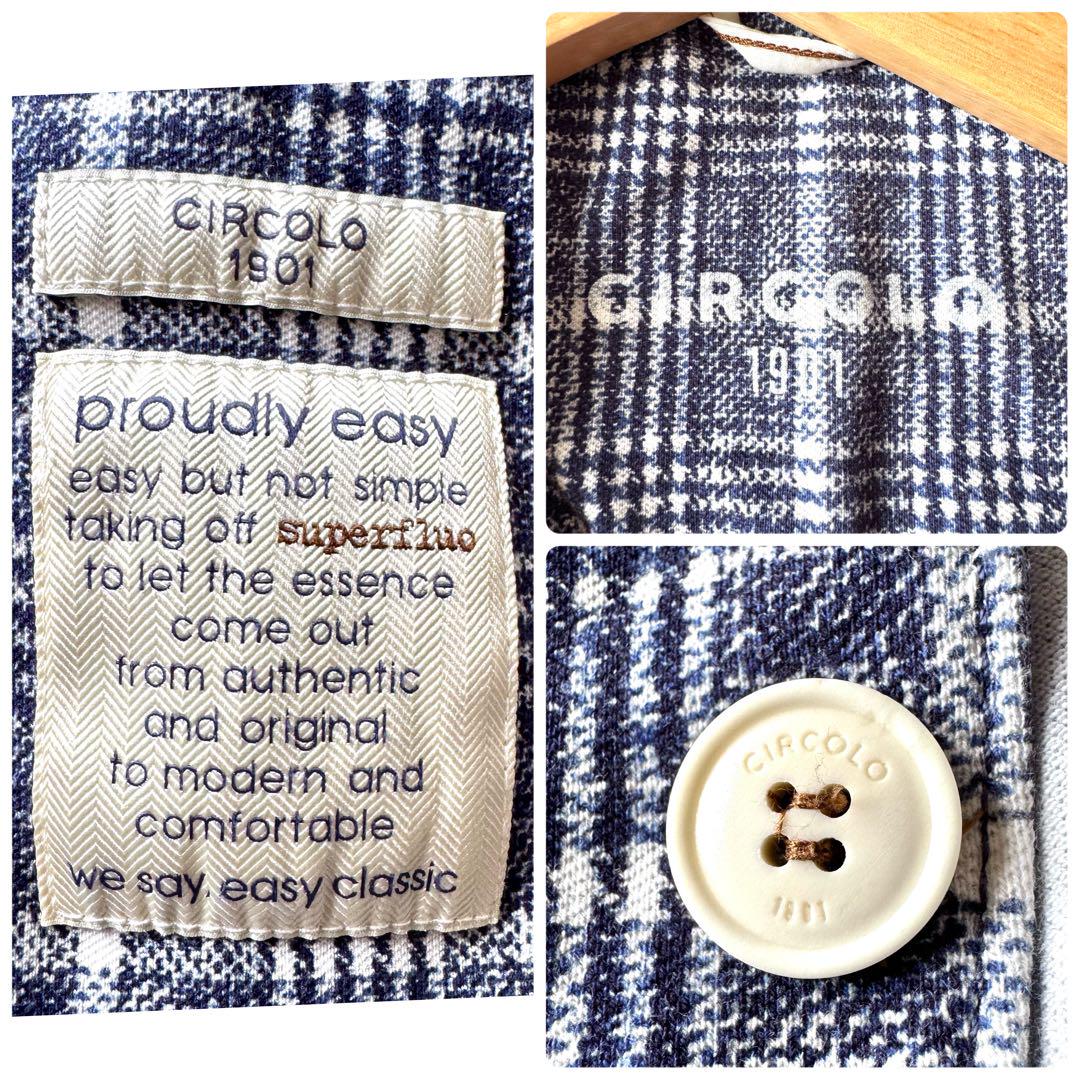 CIRCOLO
1901
proudly easy
easy but not simple
taking off superfluo
to let the essence
come out
from authentic
and original
to modern and
comfortable
we say, easy classic
CIRCOLO
1901
CIRCOLO
1901